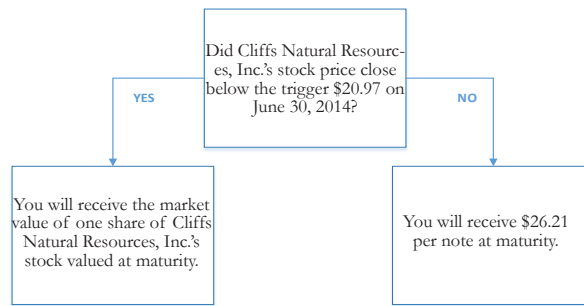 Did Cliffs Natural Resourc-
es, Inc.'s stock price close
below the trigger $20.97 on
June 30, 2014?
YES
NO
You will receive the market
value of one share of Cliffs
Natural Resources, Inc.'s
stock valued at maturity.
You will receive $26.21
per note at maturity.